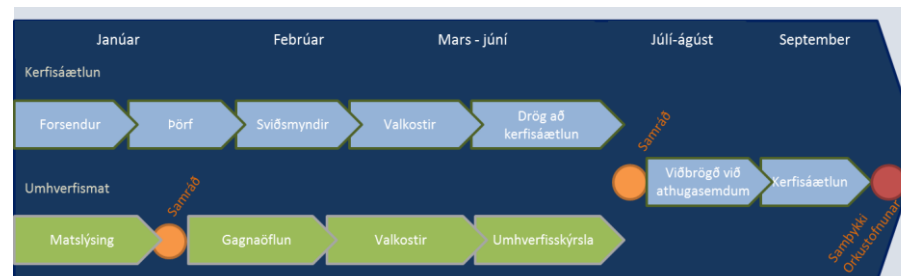 Janúar
Febrúar
Mars - júní
Júlí-ágúst
September
Kerfisáætlun
Forsendur
Þörf
Sviðsmyndir
Valkostir
Drög að
kerfisáætlun
Samráð
Viðbrögð við
athugasemdum
Kerfisáætlun
Samþykki
Orkustofnunar
Umhverfismat
Samráð
Matslýsing
Gagnaöflun
Valkostir
Umhverfisskýrsla